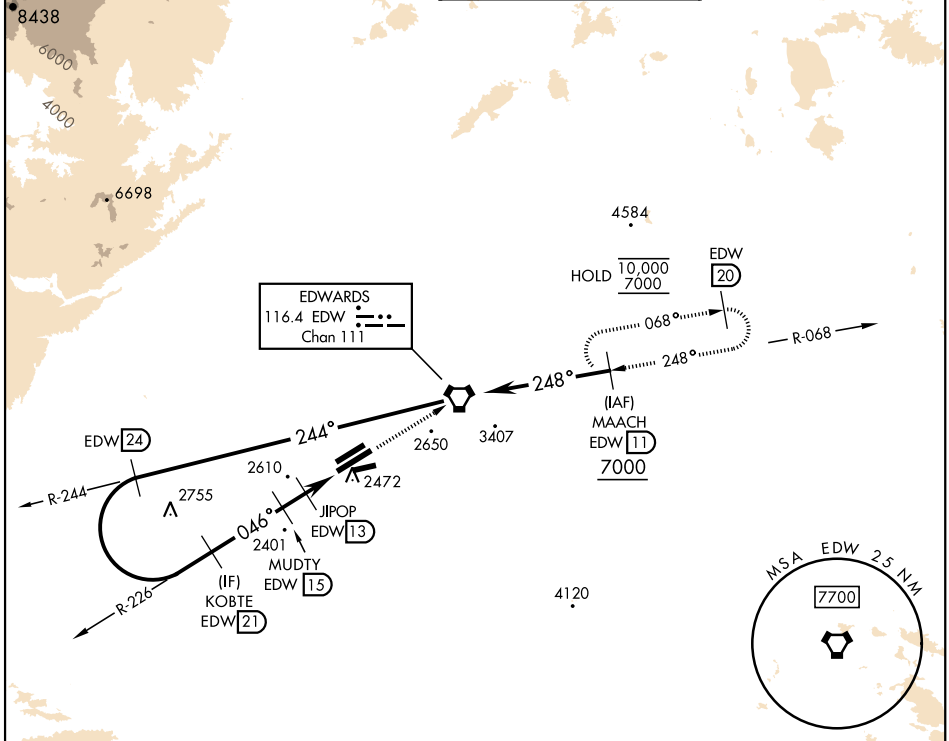 8438
6000
4000
6698
4584
EDW
20
HOLD 10,000
7000
EDWARDS
116.4 EDW
Chan 111
068°
R-068
248°
248°
(IAF)
MAACH
EDW 11
7000
244°
2650
3407
EDW 24
R-244
2610
2472
2755
046°
JIPOP
EDW 13
2401
MUDTY
EDW 15
(IF)
KOBTE
EDW 21
R-226
4120
MSA EDW 25 NM
7700